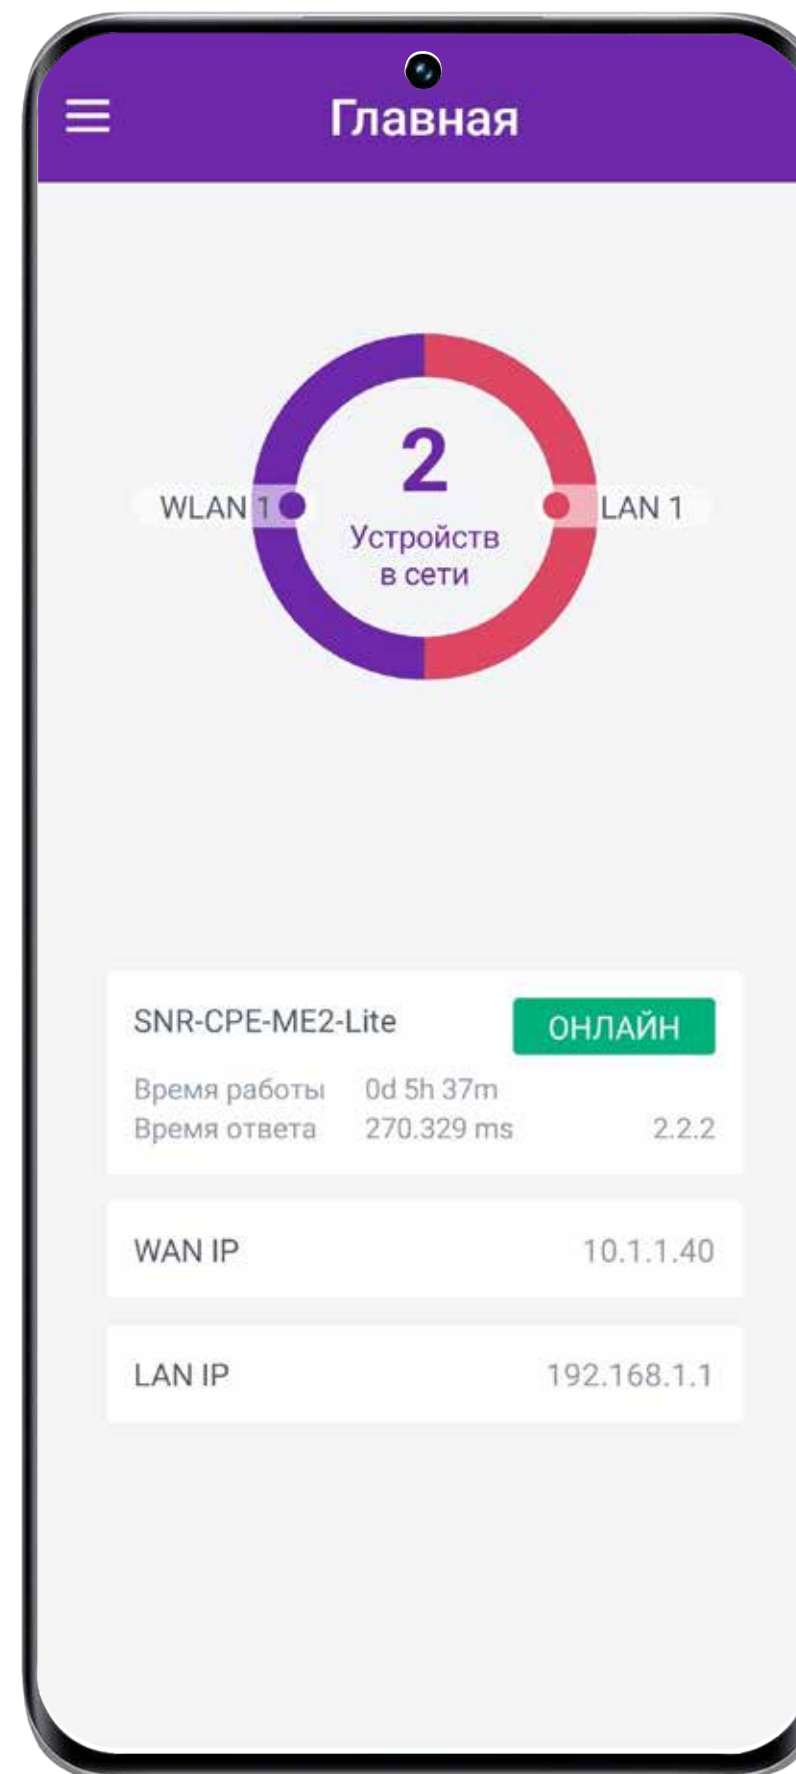 Главная
2
Устройств
в сети
WLAN 1
LAN 1
SNR-CPE-ME2-Lite
ОНЛАЙН
Время работы 0d 5h 37m
Время ответа 270.329 ms 2.2.2
WAN IP 10.1.1.40
LAN IP 192.168.1.1